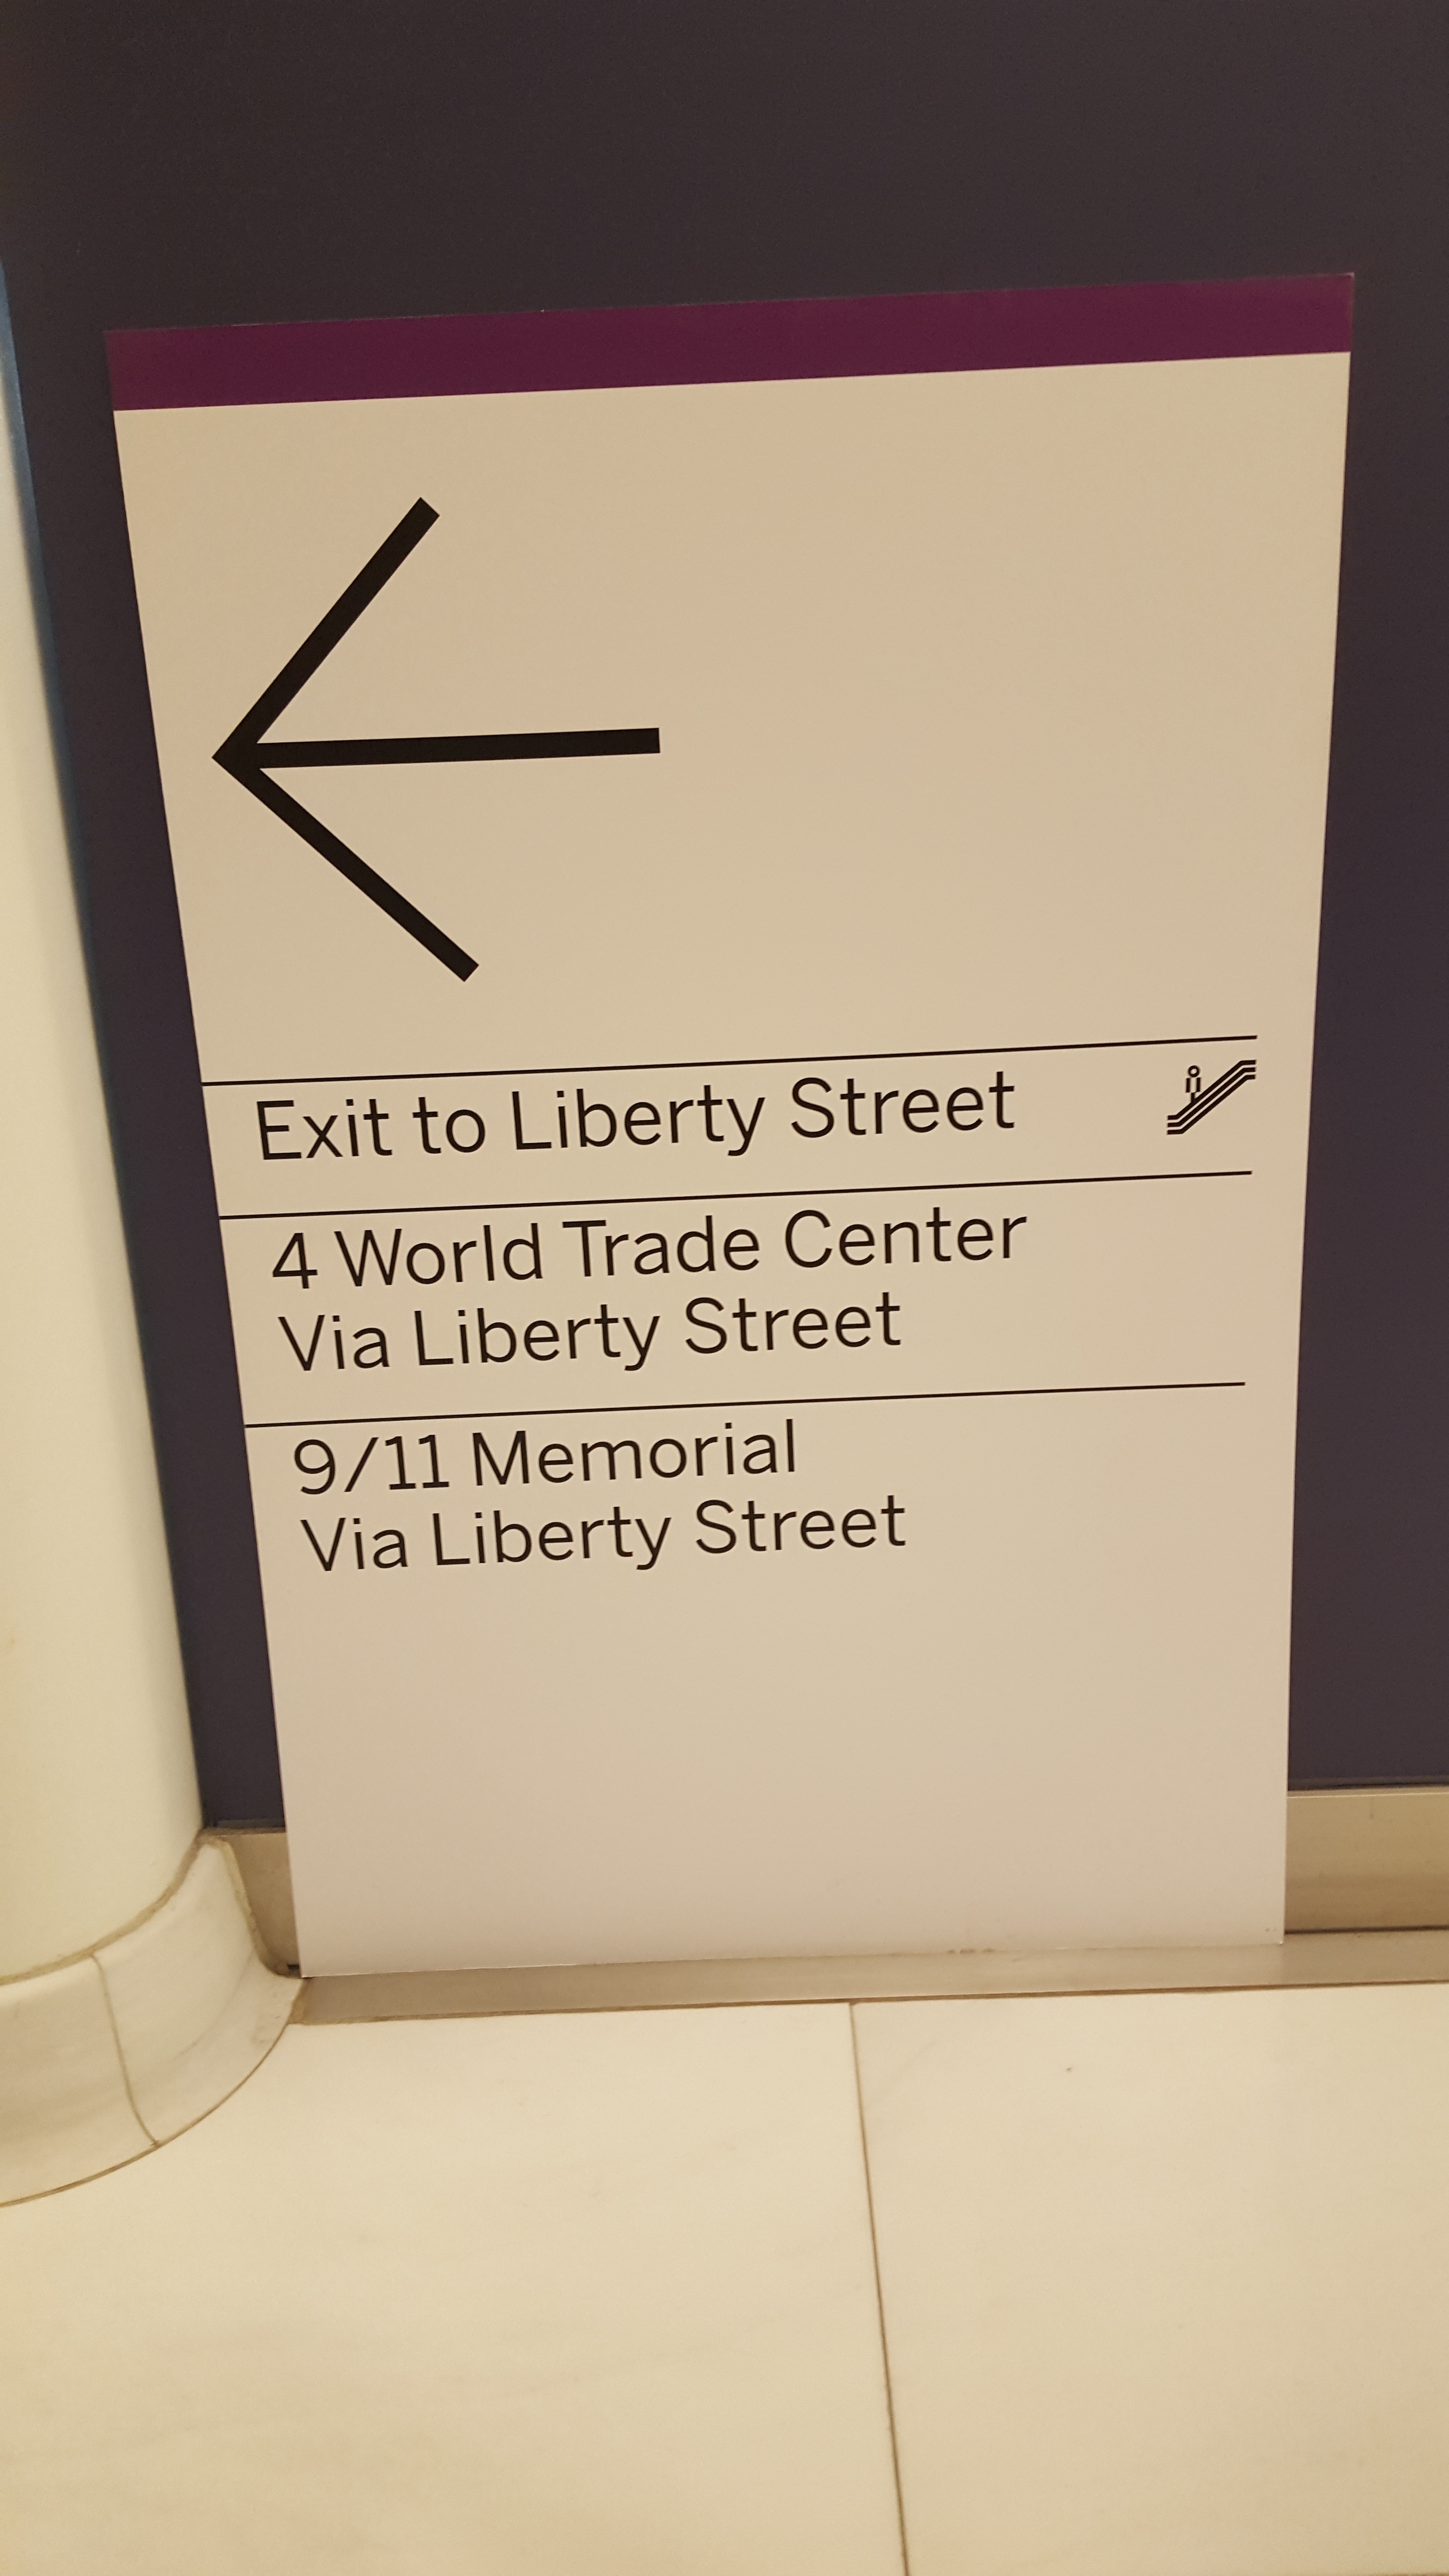 Exit to Liberty Street
4 World Trade Center
Via Liberty Street
9/11 Memorial
Via Liberty Street